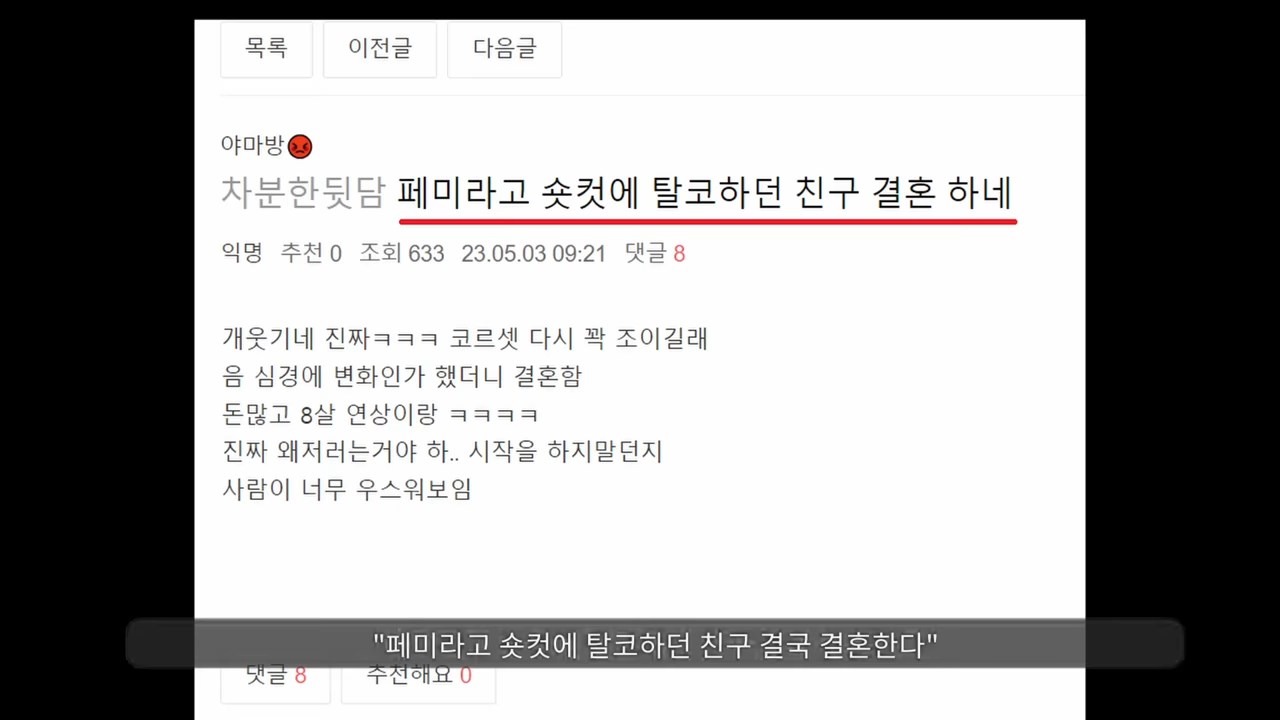 목록 이전글 다음글
야마방😡
차분한뒷담 페미라고 숏컷에 탈코하던 친구 결혼 하네
익명 추천 0 조회 633 23.05.03 09:21 댓글 8
개웃기네 진짜ㅋㅋㅋ 코르셋 다시 꽉 조이길래
음 심경에 변화인가 했더니 결혼함
돈많고 8살 연상이랑 ㅋㅋㅋㅋ
진짜 왜저러는거야 하.. 시작을 하지말던지
사람이 너무 우스워보임
"페미라고 숏컷에 탈코하던 친구 결국 결혼한다"
댓글 8 추천해요 0